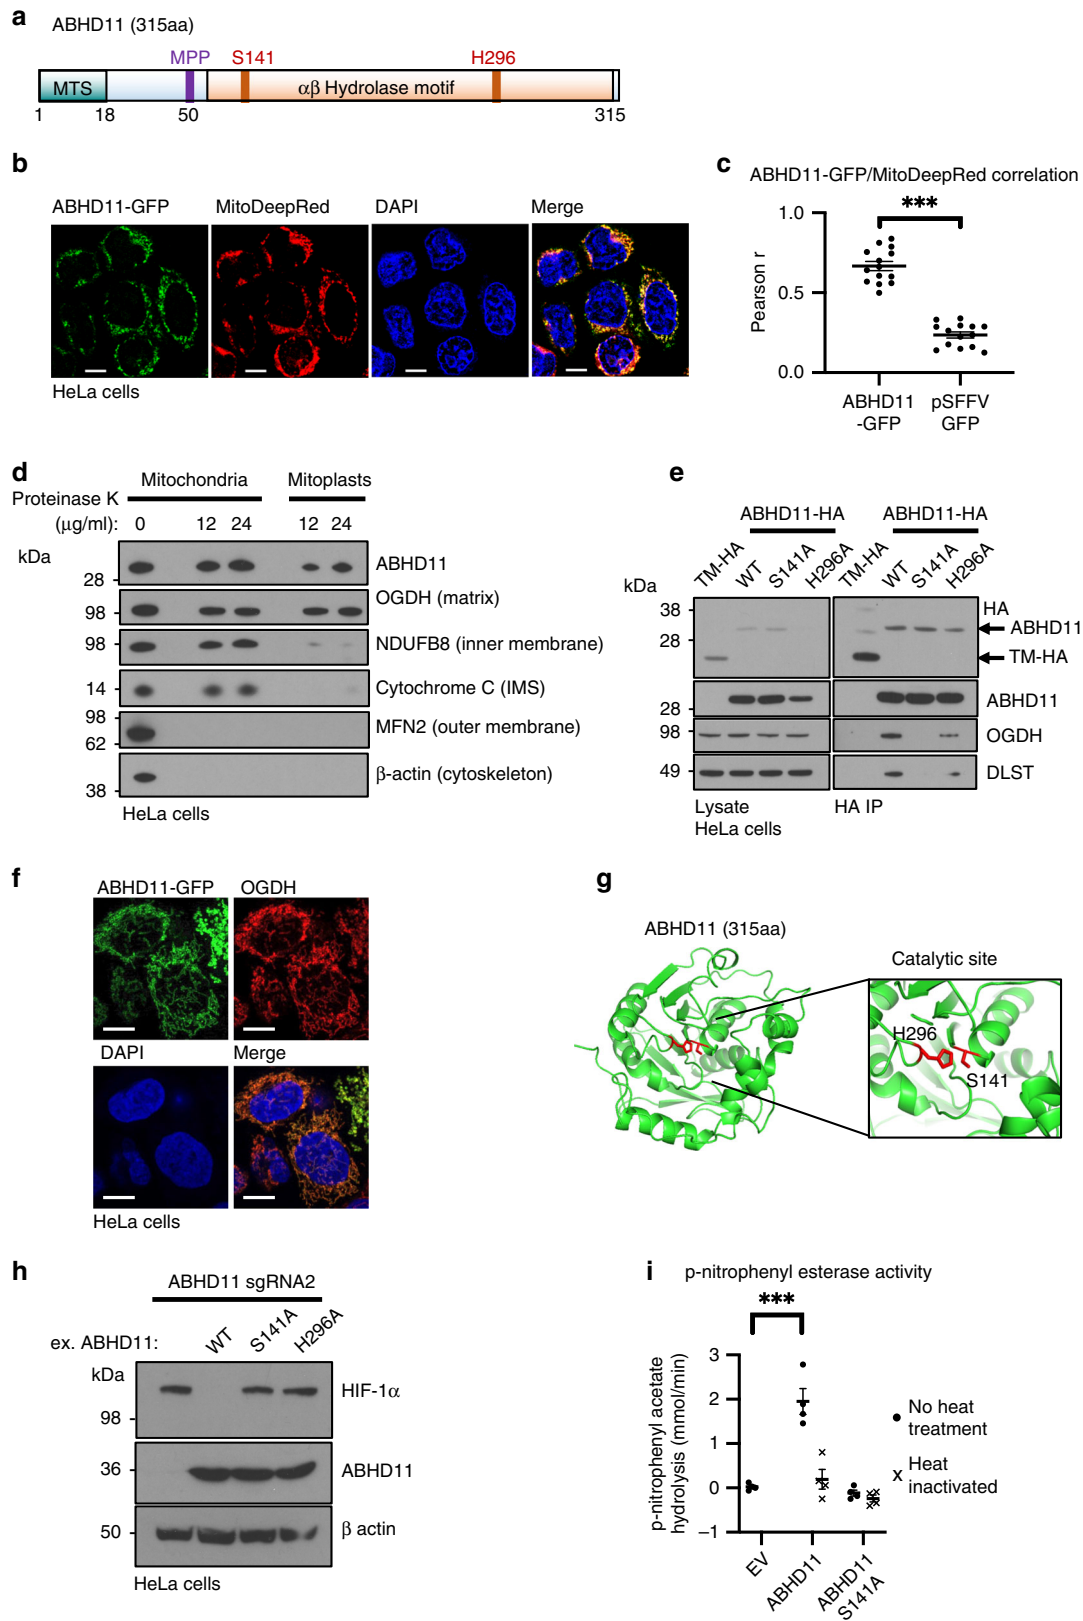 a
ABHD11 (315aa)
MPP S141 H296
MTS αβ Hydrolase motif
1 18 50 315
b
ABHD11-GFP MitoDeepRed DAPI Merge
HeLa cells
c
ABHD11-GFP/MitoDeepRed correlation
***
Pearson r
1.0
0.5
0.0
ABHD11 -GFP
pSFFV GFP
d
Mitochondria Mitoplasts
Proteinase K
(μg/ml): 0 12 24 12 24
kDa
28 ABHD11
98 OGDH (matrix)
98 NDUFB8 (inner membrane)
14 Cytochrome C (IMS)
98
62 MFN2 (outer membrane)
38 β-actin (cytoskeleton)
HeLa cells
e
ABHD11-HA ABHD11-HA
TM-HA WT S141A H296A TM-HA WT S141A H296A
kDa
38 HA
28 ABHD11
TM-HA
28 ABHD11
98 OGDH
49 DLST
Lysate HA IP
HeLa cells
f
ABHD11-GFP OGDH
DAPI Merge
HeLa cells
g
ABHD11 (315aa)
Catalytic site
H296
S141
h
ABHD11 sgRNA2
ex. ABHD11: WT S141A H296A
kDa
HIF-1α
98
36 ABHD11
50 β actin
HeLa cells
i
p-nitrophenyl esterase activity
***
p-nitrophenyl acetate
hydrolysis (mmol/min)
3
2
1
0
−1
EV
ABHD11
ABHD11
S141A
No heat
treatment
x Heat
inactivated